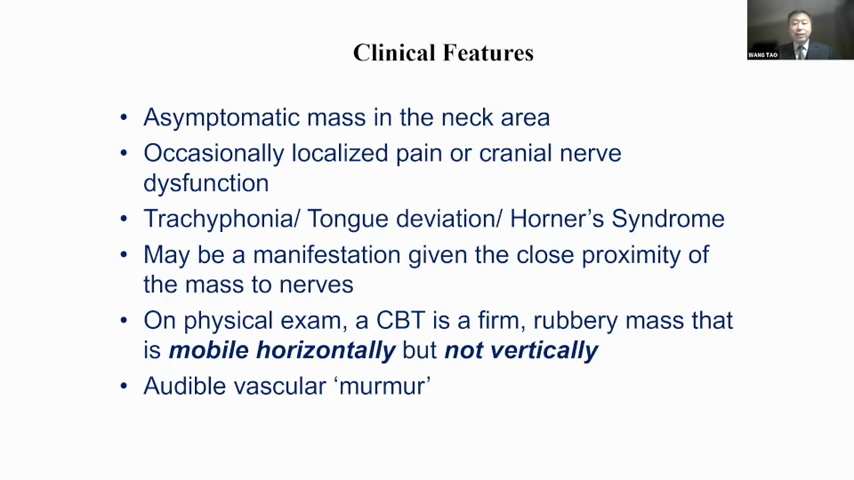 Clinical Features
WANG TAO
• Asymptomatic mass in the neck area
• Occasionally localized pain or cranial nerve
dysfunction
• Trachyphonia/ Tongue deviation/ Horner’s Syndrome
• May be a manifestation given the close proximity of
the mass to nerves
• On physical exam, a CBT is a firm, rubbery mass that
is mobile horizontally but not vertically
• Audible vascular ‘murmur’